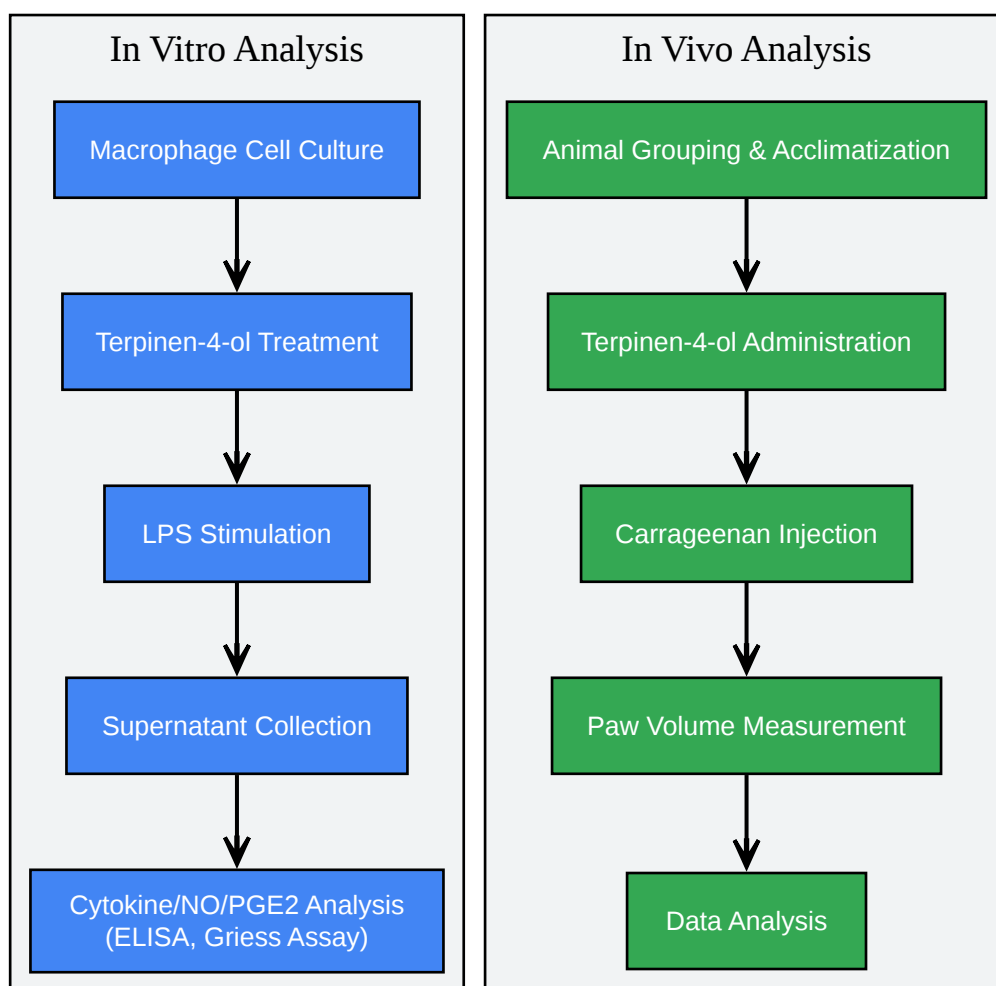 In Vitro Analysis
Macrophage Cell Culture
Terpinen-4-ol Treatment
LPS Stimulation
Supernatant Collection
Cytokine/NO/PGE2 Analysis
(ELISA, Griess Assay)
In Vivo Analysis
Animal Grouping & Acclimatization
Terpinen-4-ol Administration
Carrageenan Injection
Paw Volume Measurement
Data Analysis